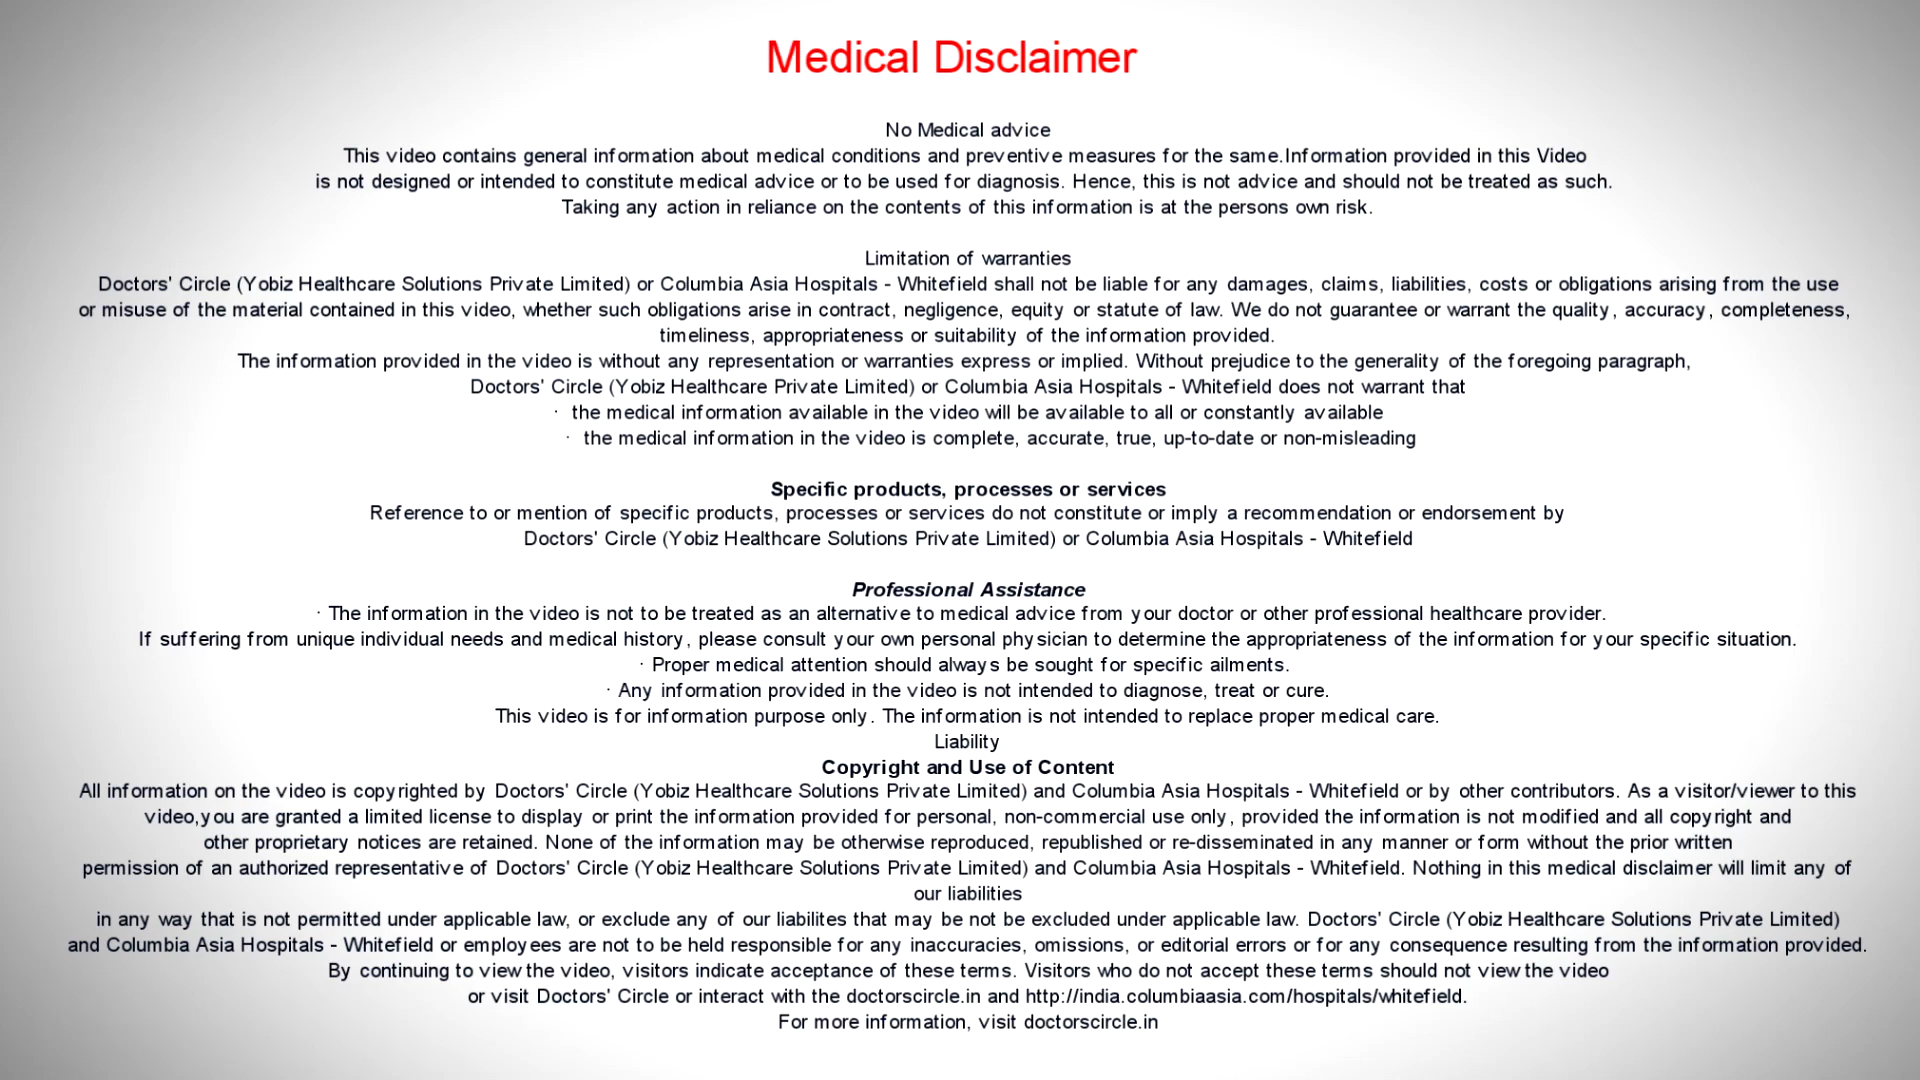 Medical Disclaimer
No Medical advice
This video contains general information about medical conditions and preventive measures for the same.Information provided in this Video
is not designed or intended to constitute medical advice or to be used for diagnosis. Hence, this is not advice and should not be treated as such.
Taking any action in reliance on the contents of this information is at the persons own risk.
Limitation of warranties
Doctors' Circle (Yobiz Healthcare Solutions Private Limited) or Columbia Asia Hospitals - Whitefield shall not be liable for any damages, claims, liabilities, costs or obligations arising from the use
or misuse of the material contained in this video, whether such obligations arise in contract, negligence, equity or statute of law. We do not guarantee or warrant the quality, accuracy, completeness,
timeliness, appropriateness or suitability of the information provided.
The information provided in the video is without any representation or warranties express or implied. Without prejudice to the generality of the foregoing paragraph,
Doctors' Circle (Yobiz Healthcare Private Limited) or Columbia Asia Hospitals - Whitefield does not warrant that
· the medical information available in the video will be available to all or constantly available
· the medical information in the video is complete, accurate, true, up-to-date or non-misleading
Specific products, processes or services
Reference to or mention of specific products, processes or services do not constitute or imply a recommendation or endorsement by
Doctors' Circle (Yobiz Healthcare Solutions Private Limited) or Columbia Asia Hospitals - Whitefield
Professional Assistance
· The information in the video is not to be treated as an alternative to medical advice from your doctor or other professional healthcare provider.
If suffering from unique individual needs and medical history, please consult your own personal physician to determine the appropriateness of the information for your specific situation.
· Proper medical attention should always be sought for specific ailments.
· Any information provided in the video is not intended to diagnose, treat or cure.
This video is for information purpose only. The information is not intended to replace proper medical care.
Liability
Copyright and Use of Content
All information on the video is copyrighted by Doctors' Circle (Yobiz Healthcare Solutions Private Limited) and Columbia Asia Hospitals - Whitefield or by other contributors. As a visitor/viewer to this
video,you are granted a limited license to display or print the information provided for personal, non-commercial use only, provided the information is not modified and all copyright and
other proprietary notices are retained. None of the information may be otherwise reproduced, republished or re-disseminated in any manner or form without the prior written
permission of an authorized representative of Doctors' Circle (Yobiz Healthcare Solutions Private Limited) and Columbia Asia Hospitals - Whitefield. Nothing in this medical disclaimer will limit any of
our liabilities
in any way that is not permitted under applicable law, or exclude any of our liabilites that may be not be excluded under applicable law. Doctors' Circle (Yobiz Healthcare Solutions Private Limited)
and Columbia Asia Hospitals - Whitefield or employees are not to be held responsible for any inaccuracies, omissions, or editorial errors or for any consequence resulting from the information provided.
By continuing to view the video, visitors indicate acceptance of these terms. Visitors who do not accept these terms should not view the video
or visit Doctors' Circle or interact with the doctorscircle.in and http://india.columbiaasia.com/hospitals/whitefield.
For more information, visit doctorscircle.in